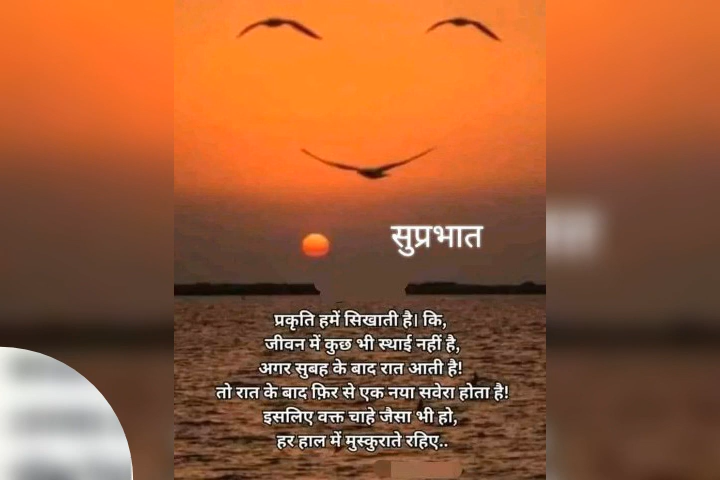 सुप्रभात
प्रकृति हमें सिखाती है। कि,
जीवन में कुछ भी स्थाई नहीं है,
अगर सुबह के बाद रात आती है!
तो रात के बाद फ़िर से एक नया सवेरा होता है!
इसलिए वक्त चाहे जैसा भी हो,
हर हाल में मुस्कुराते रहिए..